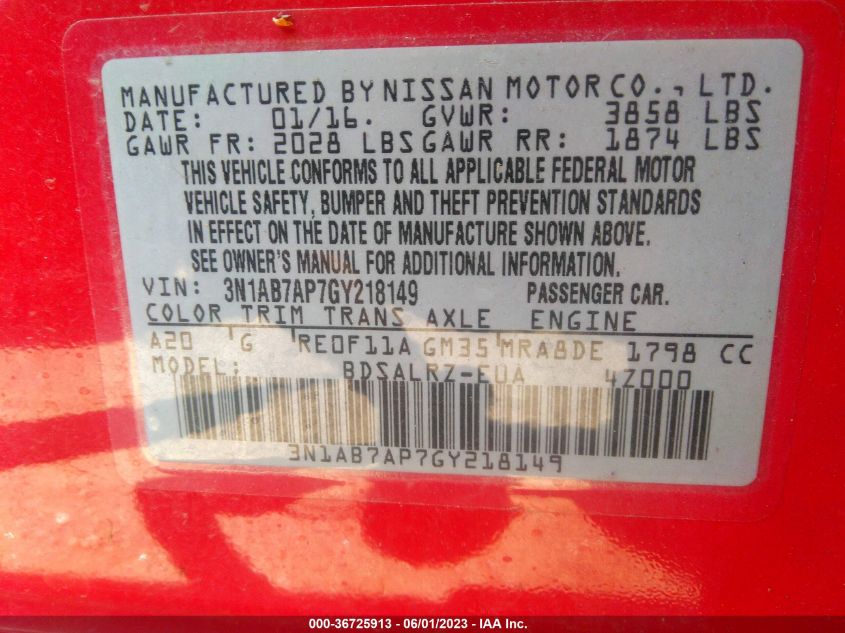 MANUFACTURED BY NISSAN MOTOR CO., LTD.
DATE: 01/16. GVWR: 3858 LBS
GAWR FR: 2028 LBS GAWR RR: 1874 LBS
THIS VEHICLE CONFORMS TO ALL APPLICABLE FEDERAL MOTOR
VEHICLE SAFETY, BUMPER AND THEFT PREVENTION STANDARDS
IN EFFECT ON THE DATE OF MANUFACTURE SHOWN ABOVE.
SEE OWNER'S MANUAL FOR ADDITIONAL INFORMATION.
VIN: 3N1AB7AP7GY218149 PASSENGER CAR.
COLOR TRIM TRANS AXLE ENGINE
A20 G RE0F11A GM35 MRA8DE 1798 CC
MODEL: BDSALRZ-EUA 4Z000
3N1AB7AP7GY218149
000-36725913 - 06/01/2023 - IAA Inc.